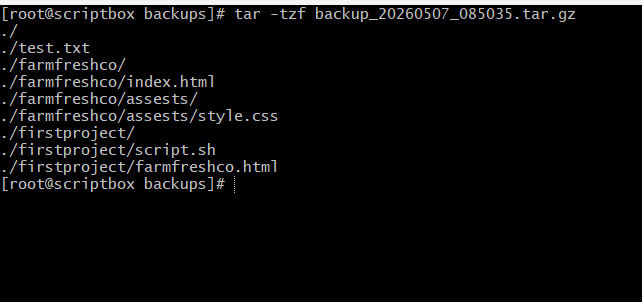 [root@scriptbox backups]# tar -tzf backup_20260507_085035.tar.gz
./
./test.txt
./farmfreshco/
./farmfreshco/index.html
./farmfreshco/assests/
./farmfreshco/assests/style.css
./firstproject/
./firstproject/script.sh
./firstproject/farmfreshco.html
[root@scriptbox backups]#